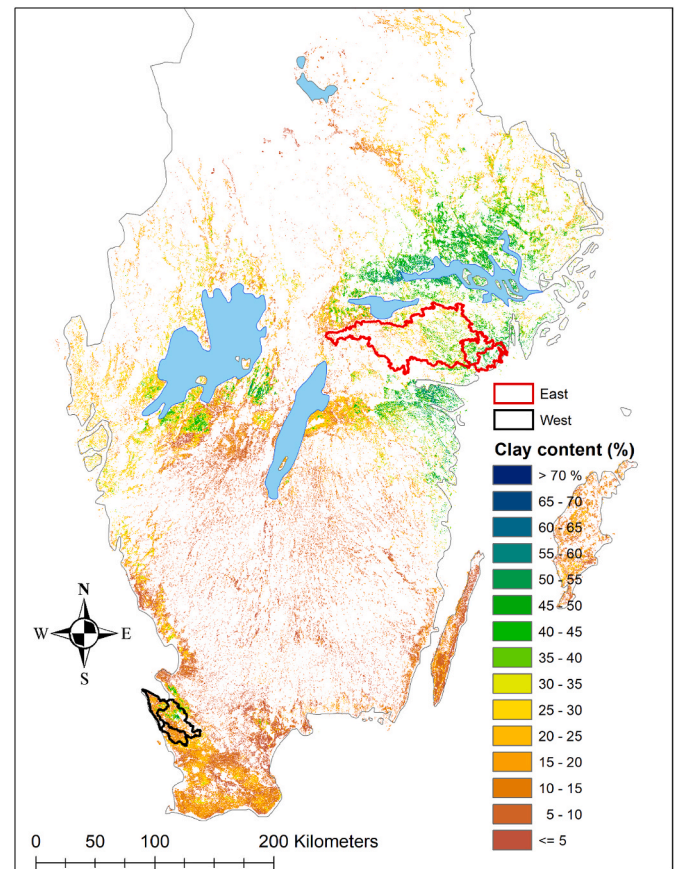 East
West
Clay content (%)
> 70 %
65 - 70
60 - 65
55 - 60
50 - 55
45 - 50
40 - 45
35 - 40
30 - 35
25 - 30
20 - 25
15 - 20
10 - 15
5 - 10
<= 5
N
W E
S
0 50 100 200 Kilometers